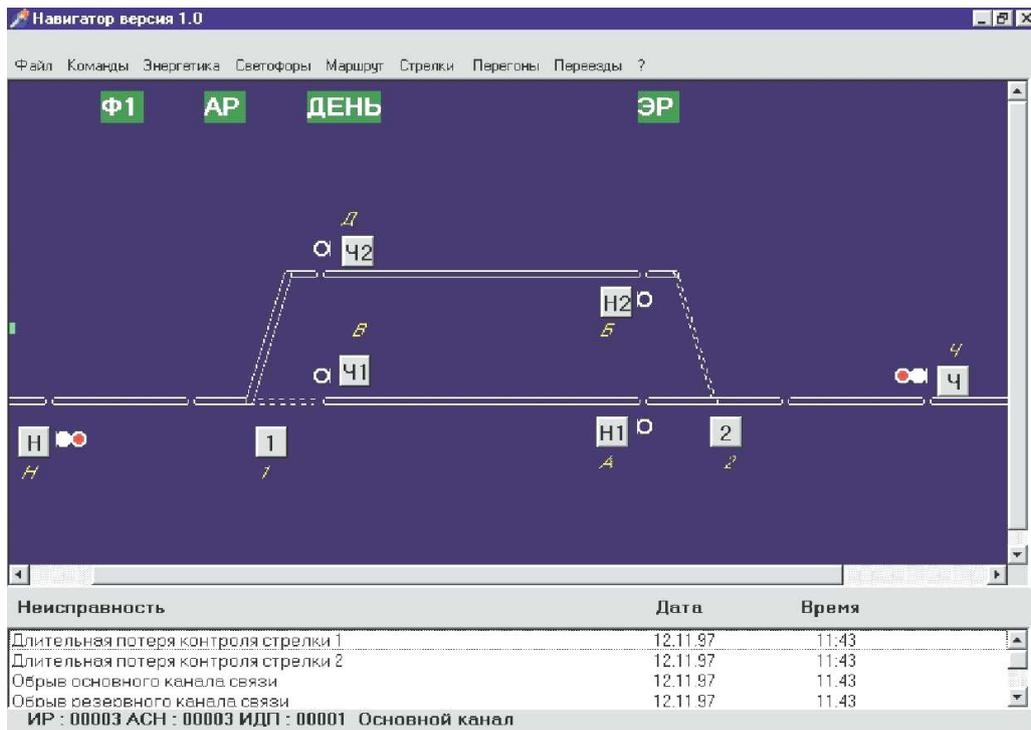 Навигатор версия 1.0
Файл Команды Энергетика Светофоры Маршрут Стрелки Перегоны Переезды ?
Ф1 АР ДЕНЬ ЭР
Д
Ч2
Н2
В Б
Ч
Ч1 Ч
Н 1 Н1 2
Н 1 А 2
Неисправность Дата Время
Длительная потеря контроля стрелки 1 12.11.97 11:43
Длительная потеря контроля стрелки 2 12.11.97 11:43
Обрыв основного канала связи 12.11.97 11:43
Обрыв резервного канала связи 12.11.97 11:43
ИР : 00003 АСН : 00003 ИДП : 00001 Основной канал